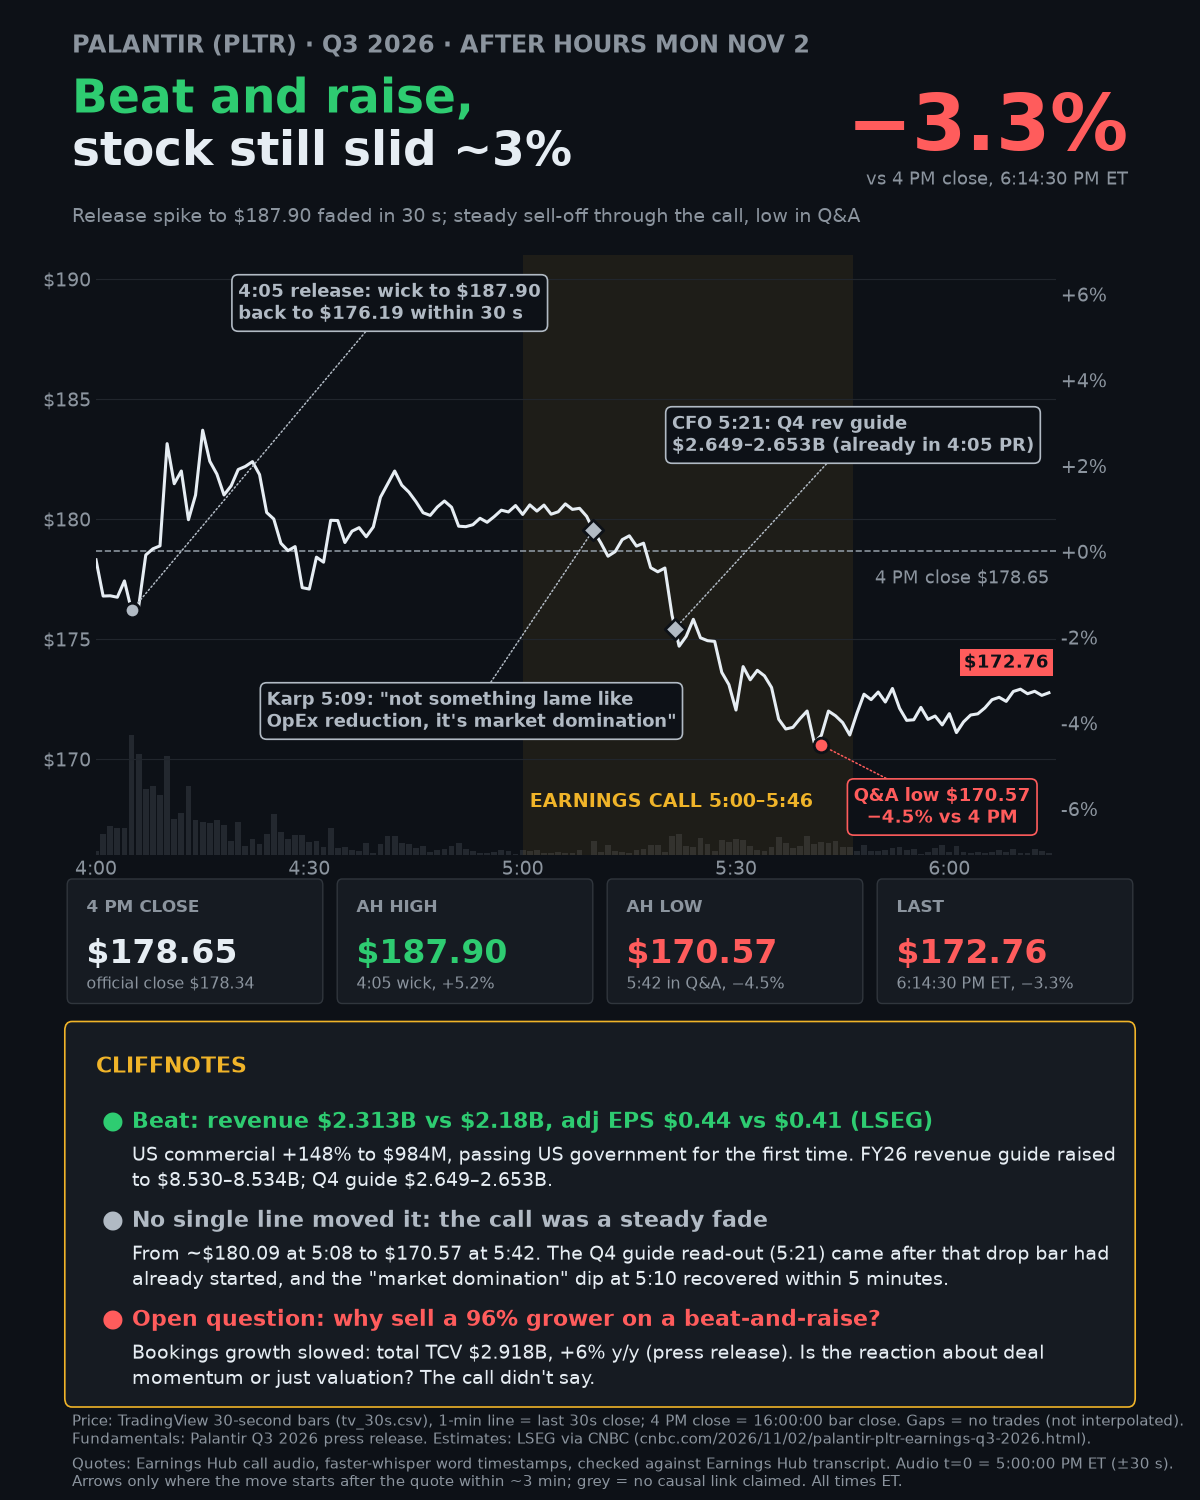 PALANTIR (PLTR) · Q3 2026 · AFTER HOURS MON NOV 2
Beat and raise,
stock still slid ~3%
−3.3%
vs 4 PM close, 6:14:30 PM ET
Release spike to $187.90 faded in 30 s; steady sell-off through the call, low in Q&A
$190
$185
$180
$175
$170
+6%
+4%
+2%
+0%
-2%
-4%
-6%
4:05 release: wick to $187.90
back to $176.19 within 30 s
CFO 5:21: Q4 rev guide
$2.649–2.653B (already in 4:05 PR)
4 PM close $178.65
$172.76
Karp 5:09: "not something lame like
OpEx reduction, it's market domination"
EARNINGS CALL 5:00–5:46
Q&A low $170.57
−4.5% vs 4 PM
4:00
4:30
5:00
5:30
6:00
4 PM CLOSE
$178.65
official close $178.34
AH HIGH
$187.90
4:05 wick, +5.2%
AH LOW
$170.57
5:42 in Q&A, −4.5%
LAST
$172.76
6:14:30 PM ET, −3.3%
CLIFFNOTES
● Beat: revenue $2.313B vs $2.18B, adj EPS $0.44 vs $0.41 (LSEG)
US commercial +148% to $984M, passing US government for the first time. FY26 revenue guide raised
to $8.530–8.534B; Q4 guide $2.649–2.653B.
● No single line moved it: the call was a steady fade
From ~$180.09 at 5:08 to $170.57 at 5:42. The Q4 guide read-out (5:21) came after that drop bar had
already started, and the "market domination" dip at 5:10 recovered within 5 minutes.
● Open question: why sell a 96% grower on a beat-and-raise?
Bookings growth slowed: total TCV $2.918B, +6% y/y (press release). Is the reaction about deal
momentum or just valuation? The call didn't say.
Price: TradingView 30-second bars (tv_30s.csv), 1-min line = last 30s close; 4 PM close = 16:00:00 bar close. Gaps = no trades (not interpolated).
Fundamentals: Palantir Q3 2026 press release. Estimates: LSEG via CNBC (cnbc.com/2026/11/02/palantir-pltr-earnings-q3-2026.html).
Quotes: Earnings Hub call audio, faster-whisper word timestamps, checked against Earnings Hub transcript. Audio t=0 = 5:00:00 PM ET (±30 s).
Arrows only where the move starts after the quote within ~3 min; grey = no causal link claimed. All times ET.